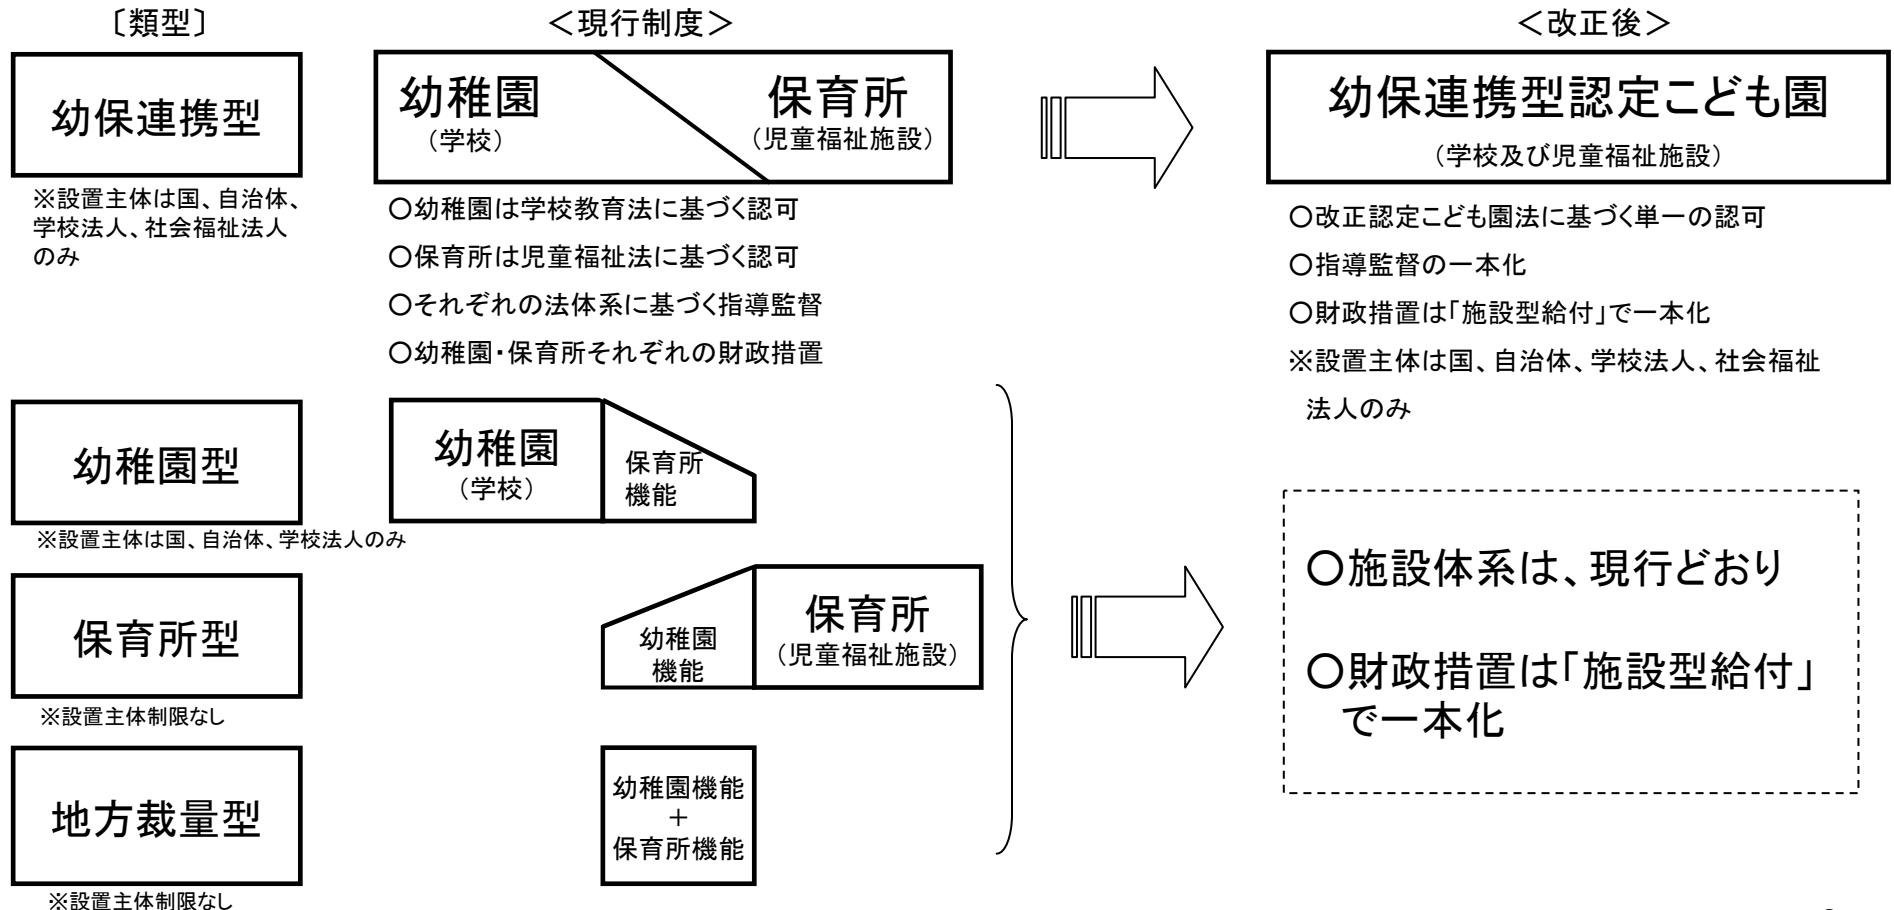 〔類型〕
＜現行制度＞
＜改正後＞
幼保連携型
※設置主体は国、自治体、
学校法人、社会福祉法人
のみ
幼稚園
（学校）
保育所
（児童福祉施設）
○幼稚園は学校教育法に基づく認可
○保育所は児童福祉法に基づく認可
○それぞれの法体系に基づく指導監督
○幼稚園・保育所それぞれの財政措置
幼保連携型認定こども園
（学校及び児童福祉施設）
○改正認定こども園法に基づく単一の認可
○指導監督の一本化
○財政措置は「施設型給付」で一本化
※設置主体は国、自治体、学校法人、社会福祉
法人のみ
幼稚園型
※設置主体は国、自治体、学校法人のみ
幼稚園
（学校）
保育所
機能
保育所型
※設置主体制限なし
幼稚園
機能
保育所
（児童福祉施設）
地方裁量型
※設置主体制限なし
幼稚園機能
＋
保育所機能
○施設体系は、現行どおり
○財政措置は「施設型給付」
で一本化